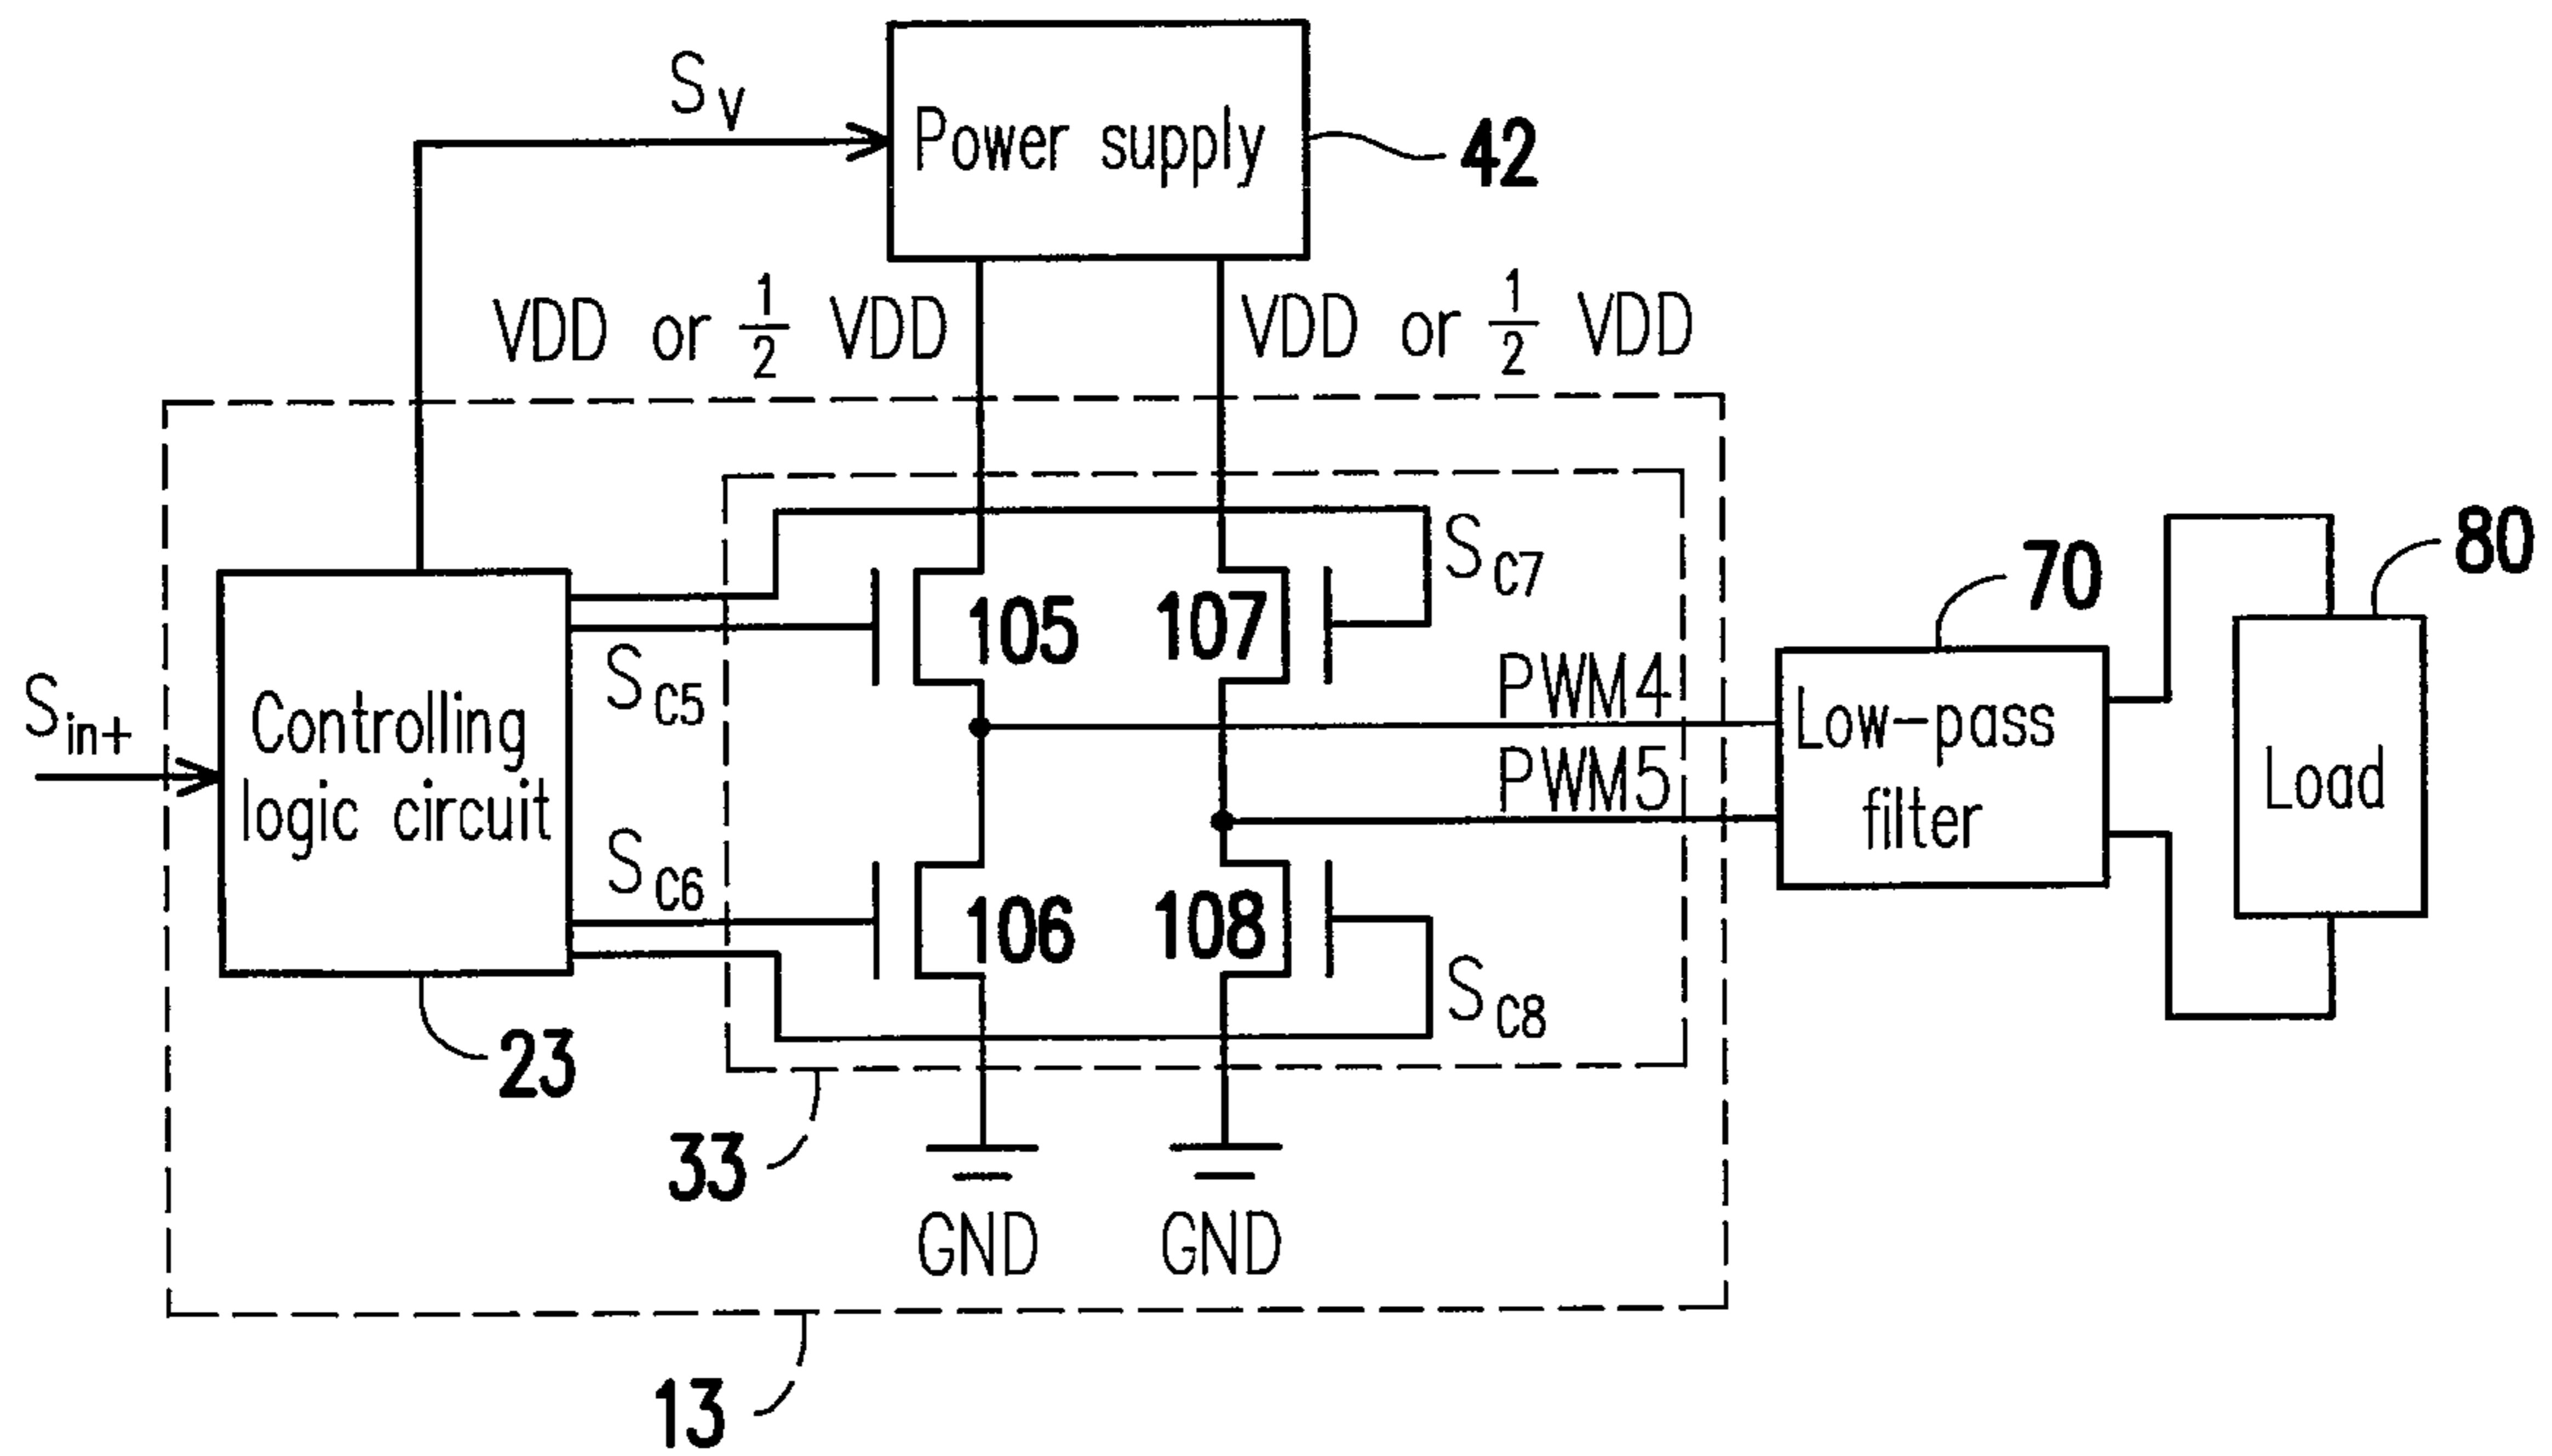 S_V
Power supply
42
VDD or 1/2 VDD
VDD or 1/2 VDD
S_C7
80
70
105
107
S_C5
PWM4
S_in+
Controlling
logic circuit
Low-pass
filter
PWM5
Load
S_C6
106
108
S_C8
23
33
GND
GND
13